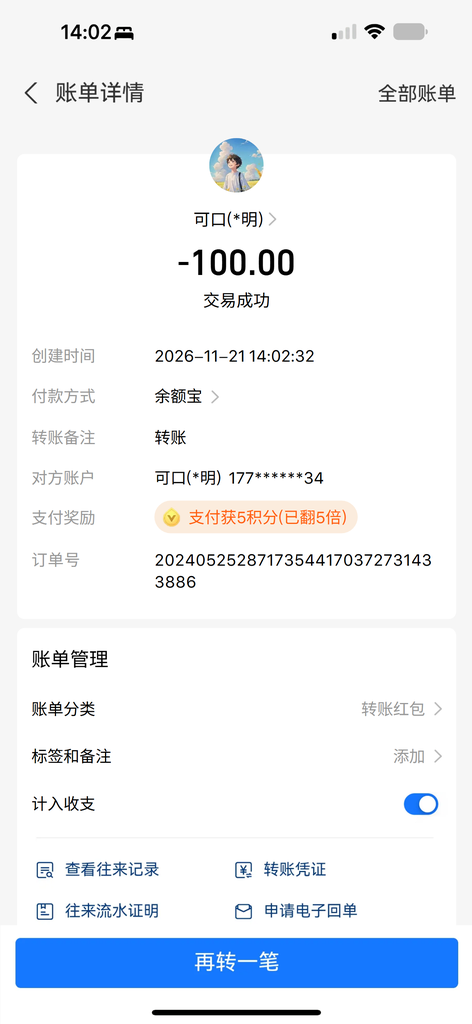 14:02
账单详情
全部账单
可口(*明)
-100.00
交易成功
创建时间
2026-11-21 14:02:32
付款方式
余额宝
转账备注
转账
对方账户
可口(*明) 177******34
支付奖励
支付获5积分(已翻5倍)
订单号
2024052528717354417037273143
3886
账单管理
账单分类
转账红包
标签和备注
添加
计入收支
查看往来记录
转账凭证
往来流水证明
申请电子回单
再转一笔